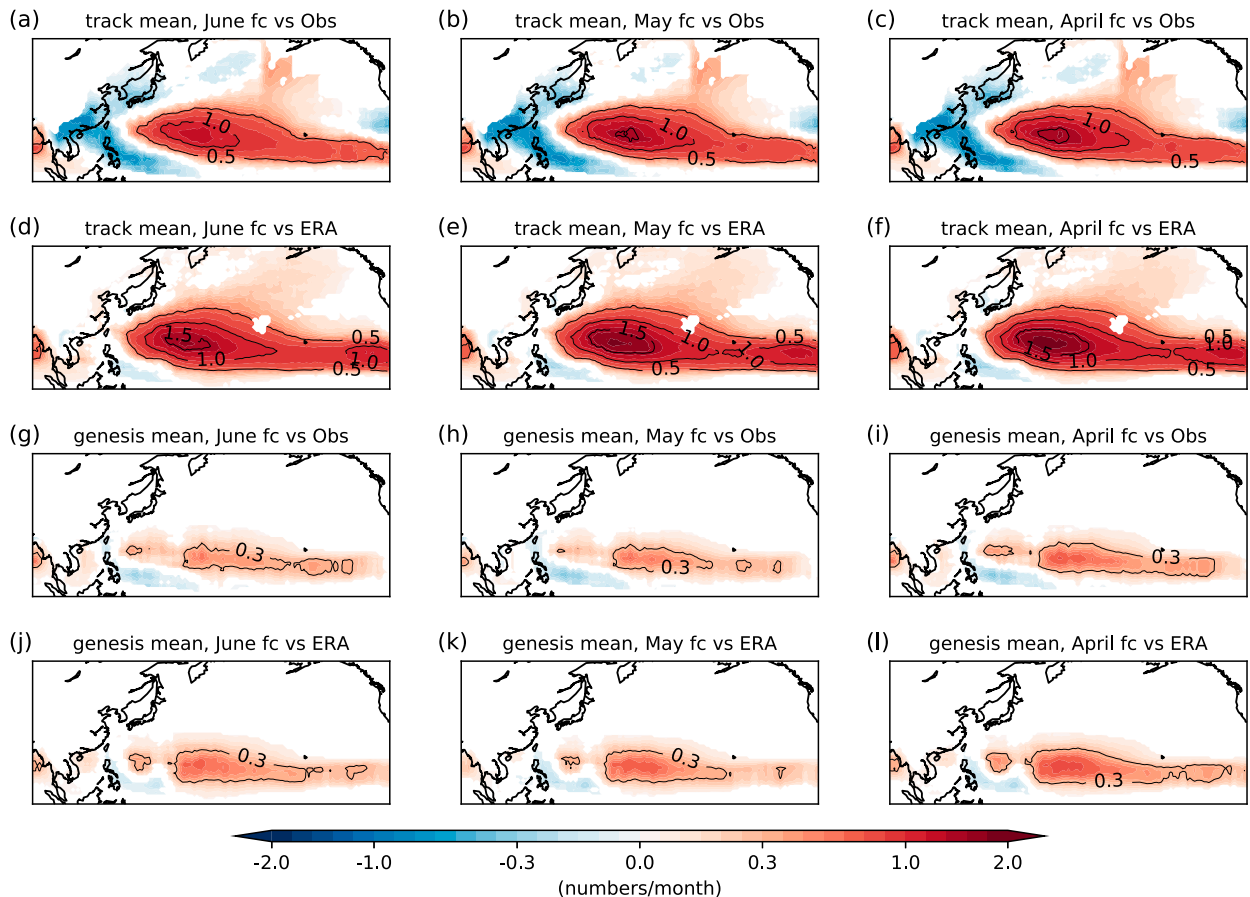 (a) track mean, June fc vs Obs
(b) track mean, May fc vs Obs
(c) track mean, April fc vs Obs
1.0
0.5
1.0
0.5
1.0
0.5
(d) track mean, June fc vs ERA
(e) track mean, May fc vs ERA
(f) track mean, April fc vs ERA
1.5
1.0
0.5
1.0
0.5
1.5
1.0
1.0
0.5
0.5
1.5
1.0
0.5
1.0
0.5
(g) genesis mean, June fc vs Obs
(h) genesis mean, May fc vs Obs
(i) genesis mean, April fc vs Obs
0.3
0.3
0.3
(j) genesis mean, June fc vs ERA
(k) genesis mean, May fc vs ERA
(l) genesis mean, April fc vs ERA
0.3
0.3
0.3
-2.0 -1.0 -0.3 0.0 0.3 1.0 2.0
(numbers/month)